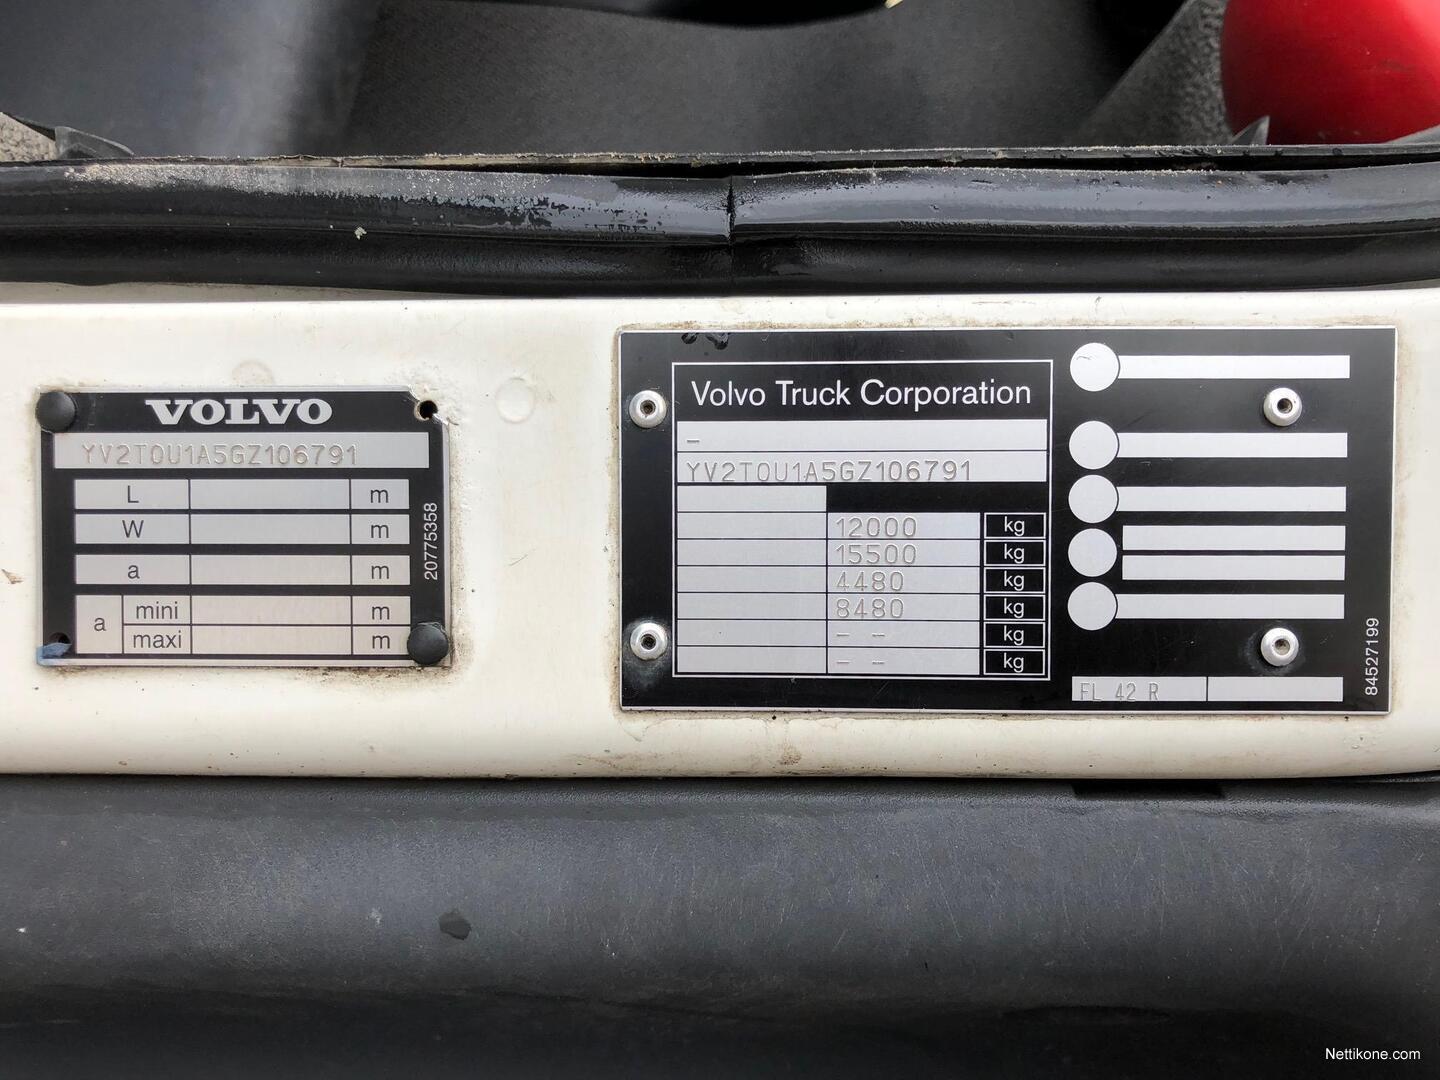 VOLVO
YV2T0U1A5GZ106791
L m
W m
a m
a mini m
maxi m
20775358
Volvo Truck Corporation
–
YV2T0U1A5GZ106791
12000 kg
15500 kg
4480 kg
8480 kg
– – kg
– – kg
FL 42 R
84527199
Nettikone.com